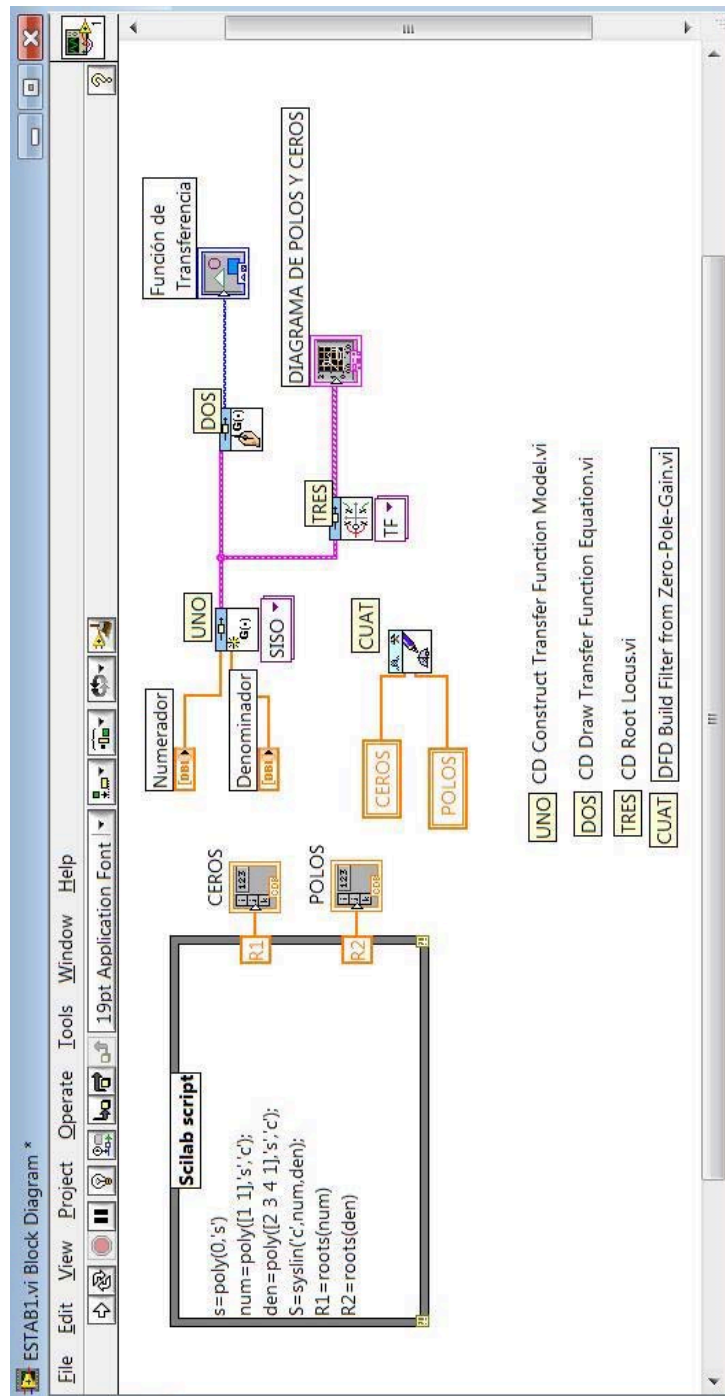 ESTAB1.vi Block Diagram *
File Edit View Project Operate Tools Window Help
19pt Application Font
Scilab script
s=poly(0,'s')
num=poly([1 1],'s','c');
den=poly([2 3 4 1],'s','c');
S=syslin('c',num,den);
R1=roots(num)
R2=roots(den)
R1
R2
CEROS
POLOS
Numerador
[DBL]
Denominador
[DBL]
UNO
G(•)
SISO
DOS
G(•)
Función de
Transferencia
TRES
TF
DIAGRAMA DE POLOS Y CEROS
CUAT
CEROS
POLOS
UNO CD Construct Transfer Function Model.vi
DOS CD Draw Transfer Function Equation.vi
TRES CD Root Locus.vi
CUAT DFD Build Filter from Zero-Pole-Gain.vi